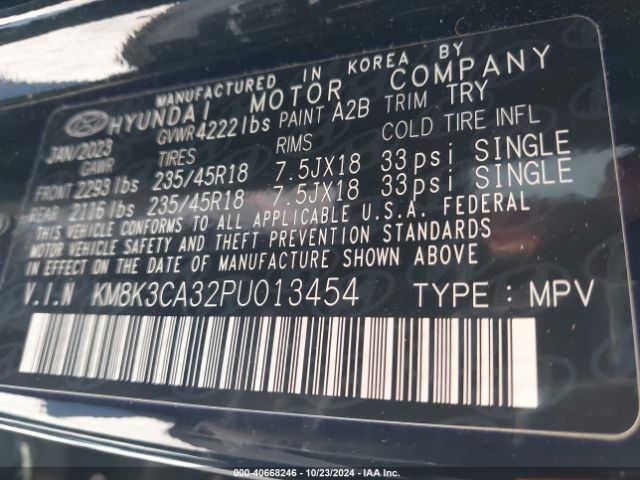 MANUFACTURED IN KOREA BY
HYUNDAI MOTOR COMPANY
JAN/2023 GVWR 4222lbs PAINT A2B TRIM TRY
GAWR TIRES RIMS COLD TIRE INFL
FRONT 2293 lbs 235/45R18 7.5JX18 33psi SINGLE
REAR 2116 lbs 235/45R18 7.5JX18 33psi SINGLE
THIS VEHICLE CONFORMS TO ALL APPLICABLE U.S.A. FEDERAL
MOTOR VEHICLE SAFETY AND THEFT PREVENTION STANDARDS
IN EFFECT ON THE DATE OF MANUFACTURE SHOWN ABOVE
V.I.N KM8K3CA32PU013454 TYPE : MPV
000-40668246 - 10/23/2024 - IAA Inc.